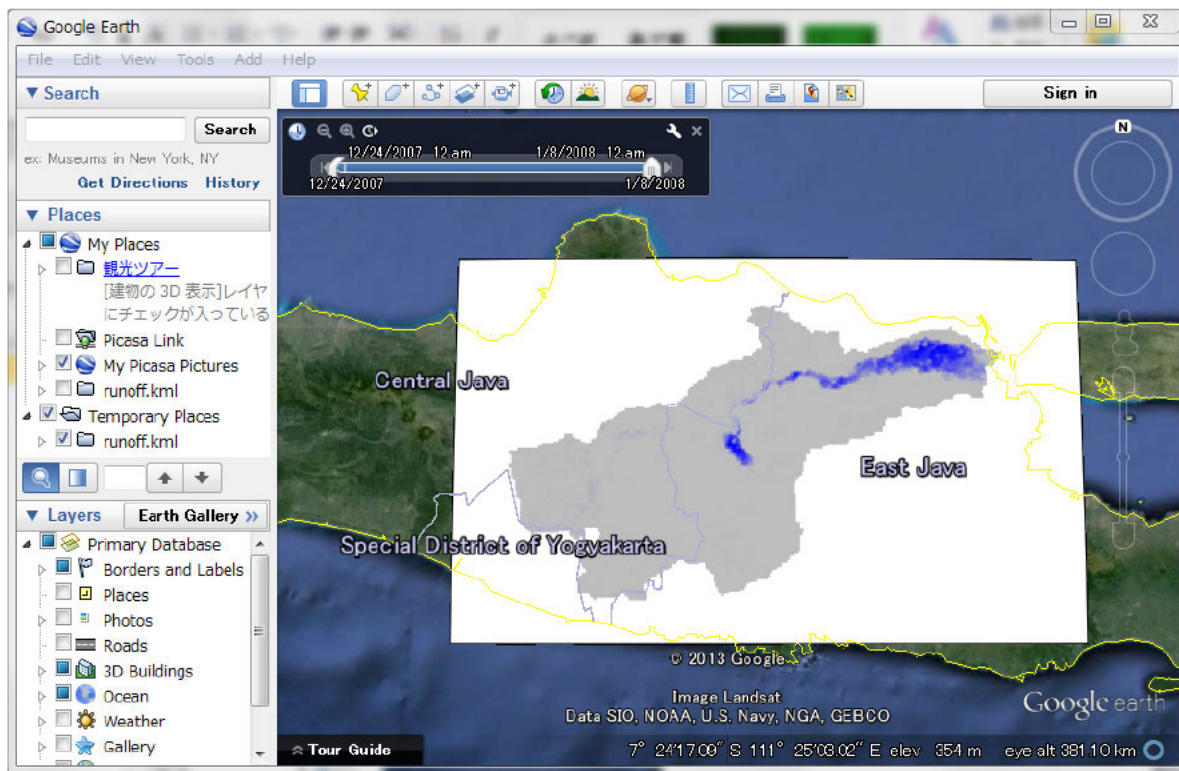 Google Earth
File Edit View Tools Add Help
Search
Search
ex: Museums in New York, NY
Get Directions History
Places
My Places
観光ツアー
[建物の 3D 表示]レイヤ
にチェックが入っている
Picasa Link
My Picasa Pictures
runoff.kml
Temporary Places
runoff.kml
Layers
Earth Gallery »
Primary Database
Borders and Labels
Places
Photos
Roads
3D Buildings
Ocean
Weather
Gallery
Sign in
12/24/2007 12 am 1/8/2008 12 am
12/24/2007 1/8/2008
N
Central Java
East Java
Special District of Yogyakarta
© 2013 Google
Image Landsat
Data SIO, NOAA, U.S. Navy, NGA, GEBCO
Google earth
Tour Guide
7° 24'17.09" S 111° 25'03.02" E elev 354 m eye alt 381.10 km